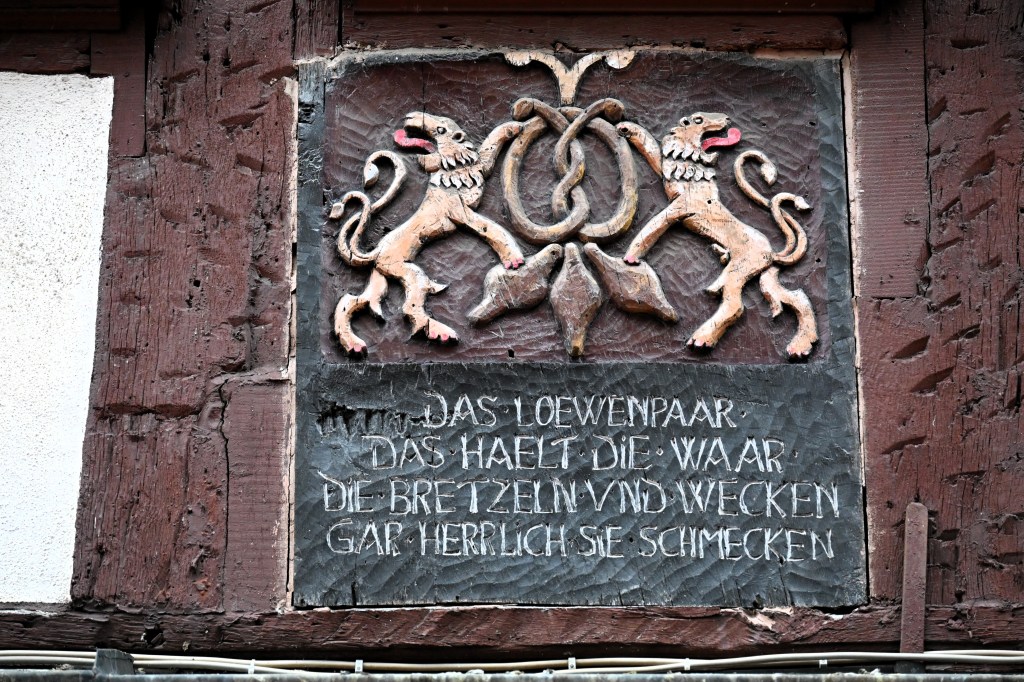 DAS·LOEWENPAAR·
DAS·HAELT·DIE·WAAR·
DIE·BRETZELN·VND·WECKEN
GAR·HERRLICH·SIE·SCHMECKEN